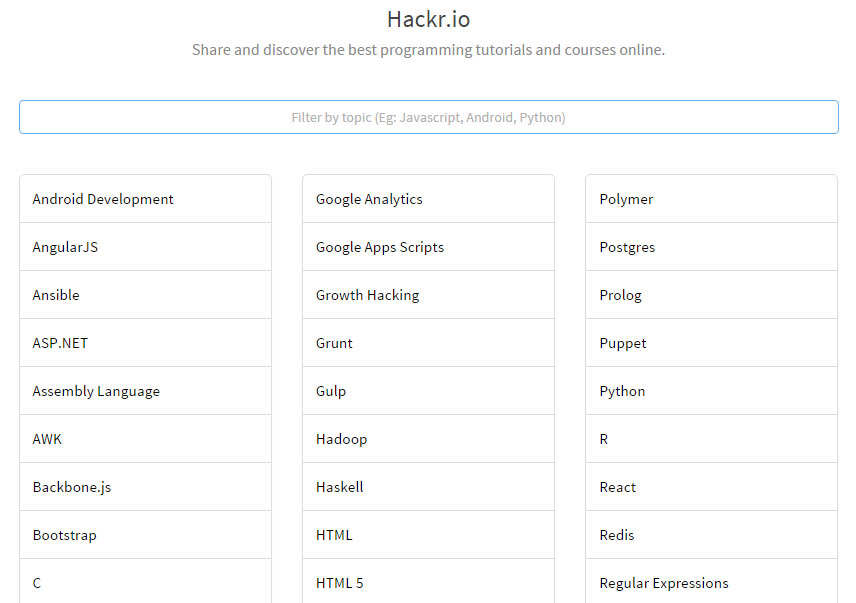 Hackr.io
Share and discover the best programming tutorials and courses online.
Filter by topic (Eg: Javascript, Android, Python)
Android Development
AngularJS
Ansible
ASP.NET
Assembly Language
AWK
Backbone.js
Bootstrap
C
Google Analytics
Google Apps Scripts
Growth Hacking
Grunt
Gulp
Hadoop
Haskell
HTML
HTML 5
Polymer
Postgres
Prolog
Puppet
Python
R
React
Redis
Regular Expressions